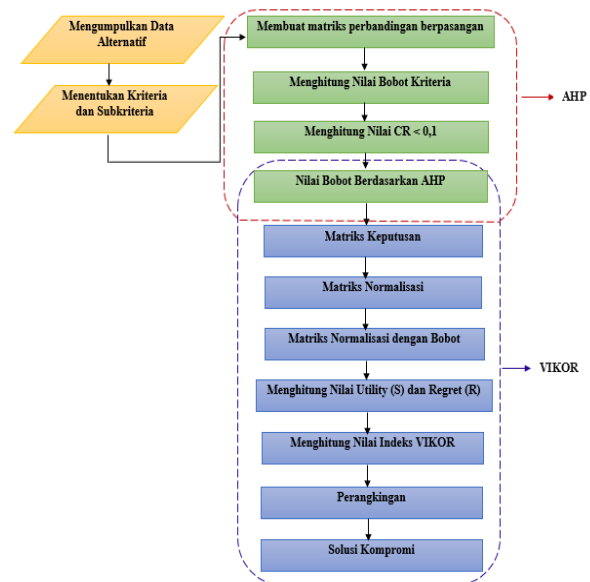 Mengumpulkan Data
Alternatif
Menentukan Kriteria
dan Subkriteria
Membuat matriks perbandingan berpasangan
Menghitung Nilai Bobot Kriteria
Menghitung Nilai CR < 0,1
Nilai Bobot Berdasarkan AHP
AHP
Matriks Keputusan
Matriks Normalisasi
Matriks Normalisasi dengan Bobot
Menghitung Nilai Utility (S) dan Regret (R)
Menghitung Nilai Indeks VIKOR
Perangkingan
Solusi Kompromi
VIKOR